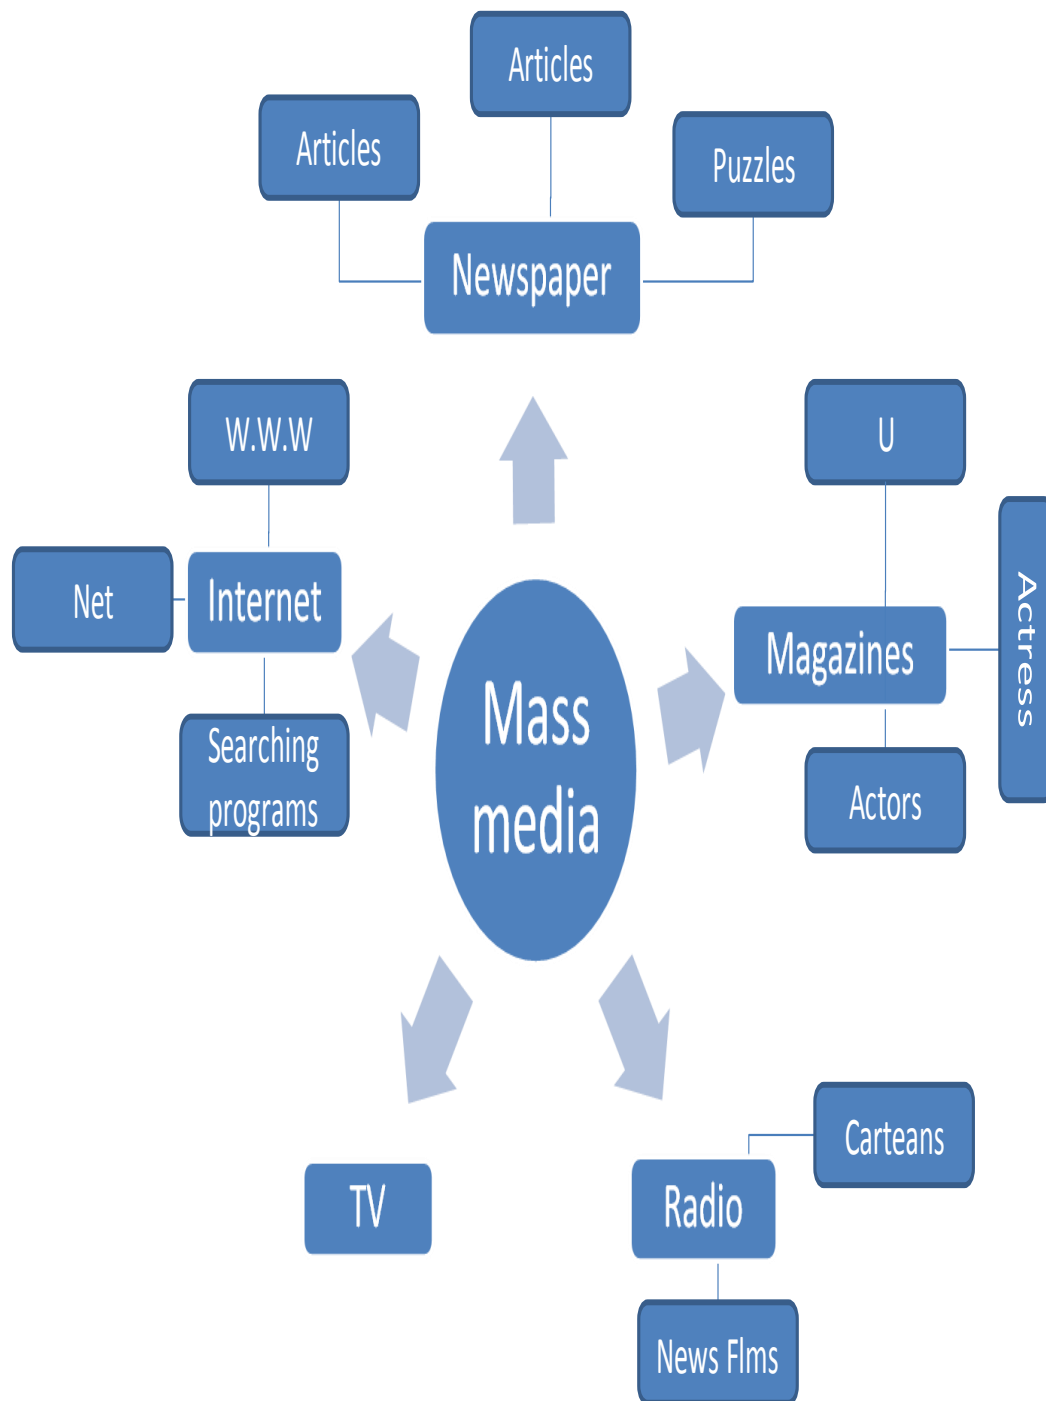 Articles
Articles
Puzzles
Newspaper
W.W.W
U
Net
Internet
Magazines
Actress
Searching
programs
Actors
Mass
media
Carteans
TV
Radio
News Flms